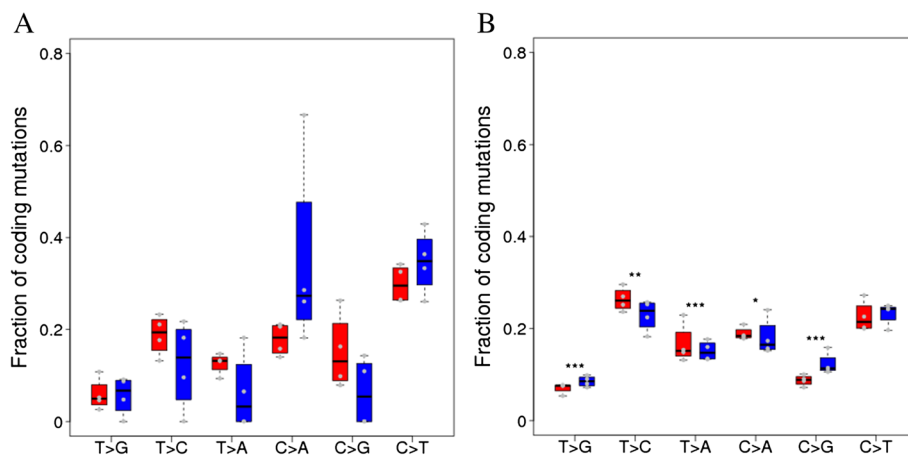 A
Fraction of coding mutations
0.8
0.6
0.4
0.2
0
T>G T>C T>A C>A C>G C>T
B
Fraction of coding mutations
0.8
0.6
0.4
0.2
0
***
**
***
*
***
T>G T>C T>A C>A C>G C>T